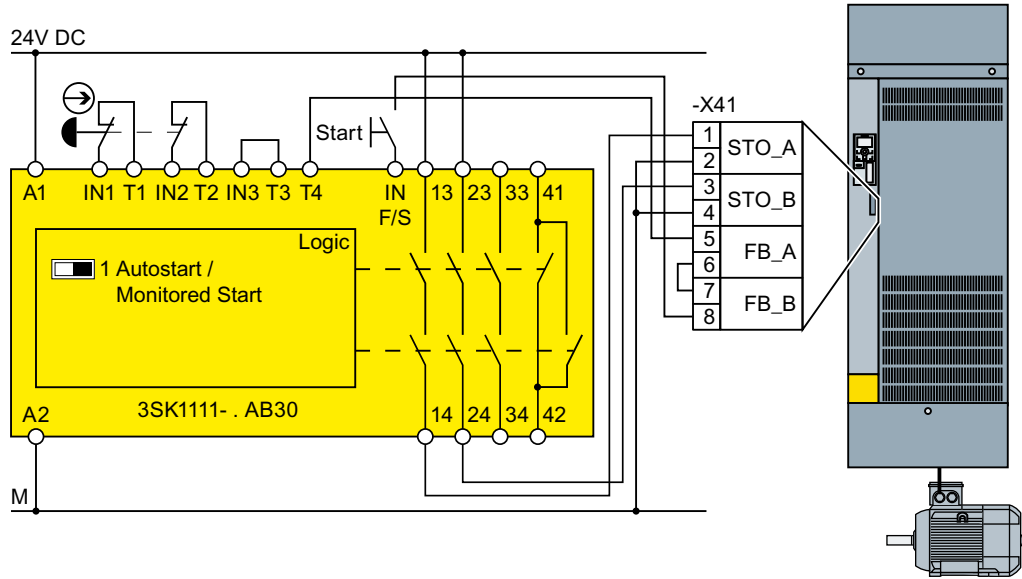 24V DC
-X41
Start
1
STO_A
2
3
STO_B
4
5
FB_A
6
7
FB_B
8
A1 IN1 T1 IN2 T2 IN3 T3 T4 IN 13 23 33 41
F/S
Logic
1 Autostart /
Monitored Start
A2 3SK1111- . AB30 14 24 34 42
M